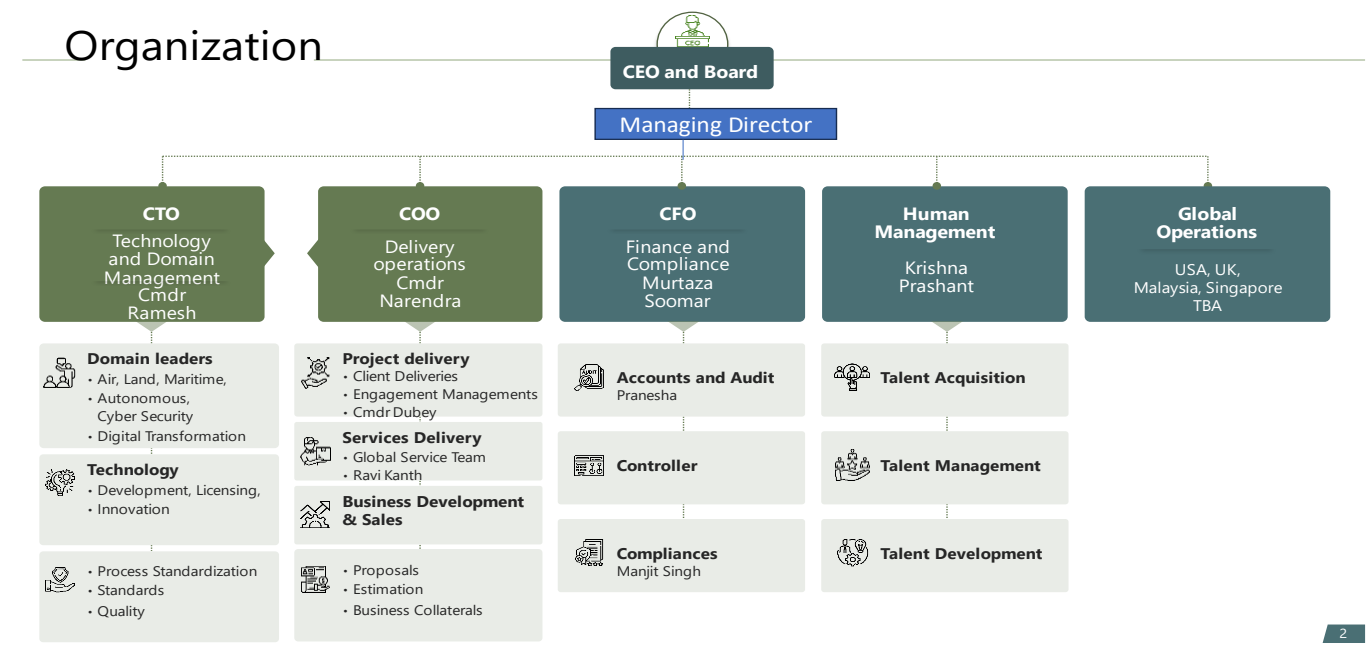 Organization
CEO
CEO and Board
Managing Director
CTO
Technology
and Domain
Management
Cmdr
Ramesh
COO
Delivery
operations
Cmdr
Narendra
CFO
Finance and
Compliance
Murtaza
Soomar
Human
Management
Krishna
Prashant
Global
Operations
USA, UK,
Malaysia, Singapore
TBA
Domain leaders
• Air, Land, Maritime,
• Autonomous,
Cyber Security
• Digital Transformation
Technology
• Development, Licensing,
• Innovation
• Process Standardization
• Standards
• Quality
Project delivery
• Client Deliveries
• Engagement Managements
• Cmdr Dubey
Services Delivery
• Global Service Team
• Ravi Kanth
Business Development
& Sales
• Proposals
• Estimation
• Business Collaterals
AUDIT
Accounts and Audit
Pranesha
Controller
Compliances
Manjit Singh
Talent Acquisition
Talent Management
Talent Development
2